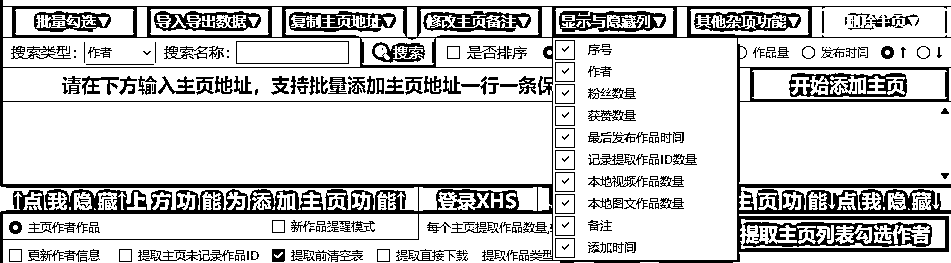 批量勾选▽ 导入导出数据▽ 复制主页地址▽ 修改主页备注▽ 显示与隐藏列▽ 其他杂项功能▽ 删除主页▽
搜索类型: 作者 搜索名称: 搜索 是否排序 作品量 发布时间 ↑ ↓
请在下方输入主页地址，支持批量添加主页地址一行一条保 开始添加主页
序号
作者
粉丝数量
获赞数量
最后发布作品时间
记录提取作品ID数量
本地视频作品数量
本地图文作品数量
备注
添加时间
↑点我隐藏↑上方功能为添加主页功能↑ 登录XHS 主页功能↓点我隐藏↓
主页作者作品 新作品提醒模式 每个主页提取作品数量, 提取主页列表勾选作者
更新作者信息 提取主页未记录作品ID 提取前清空表 提取直接下载 提取作品类型